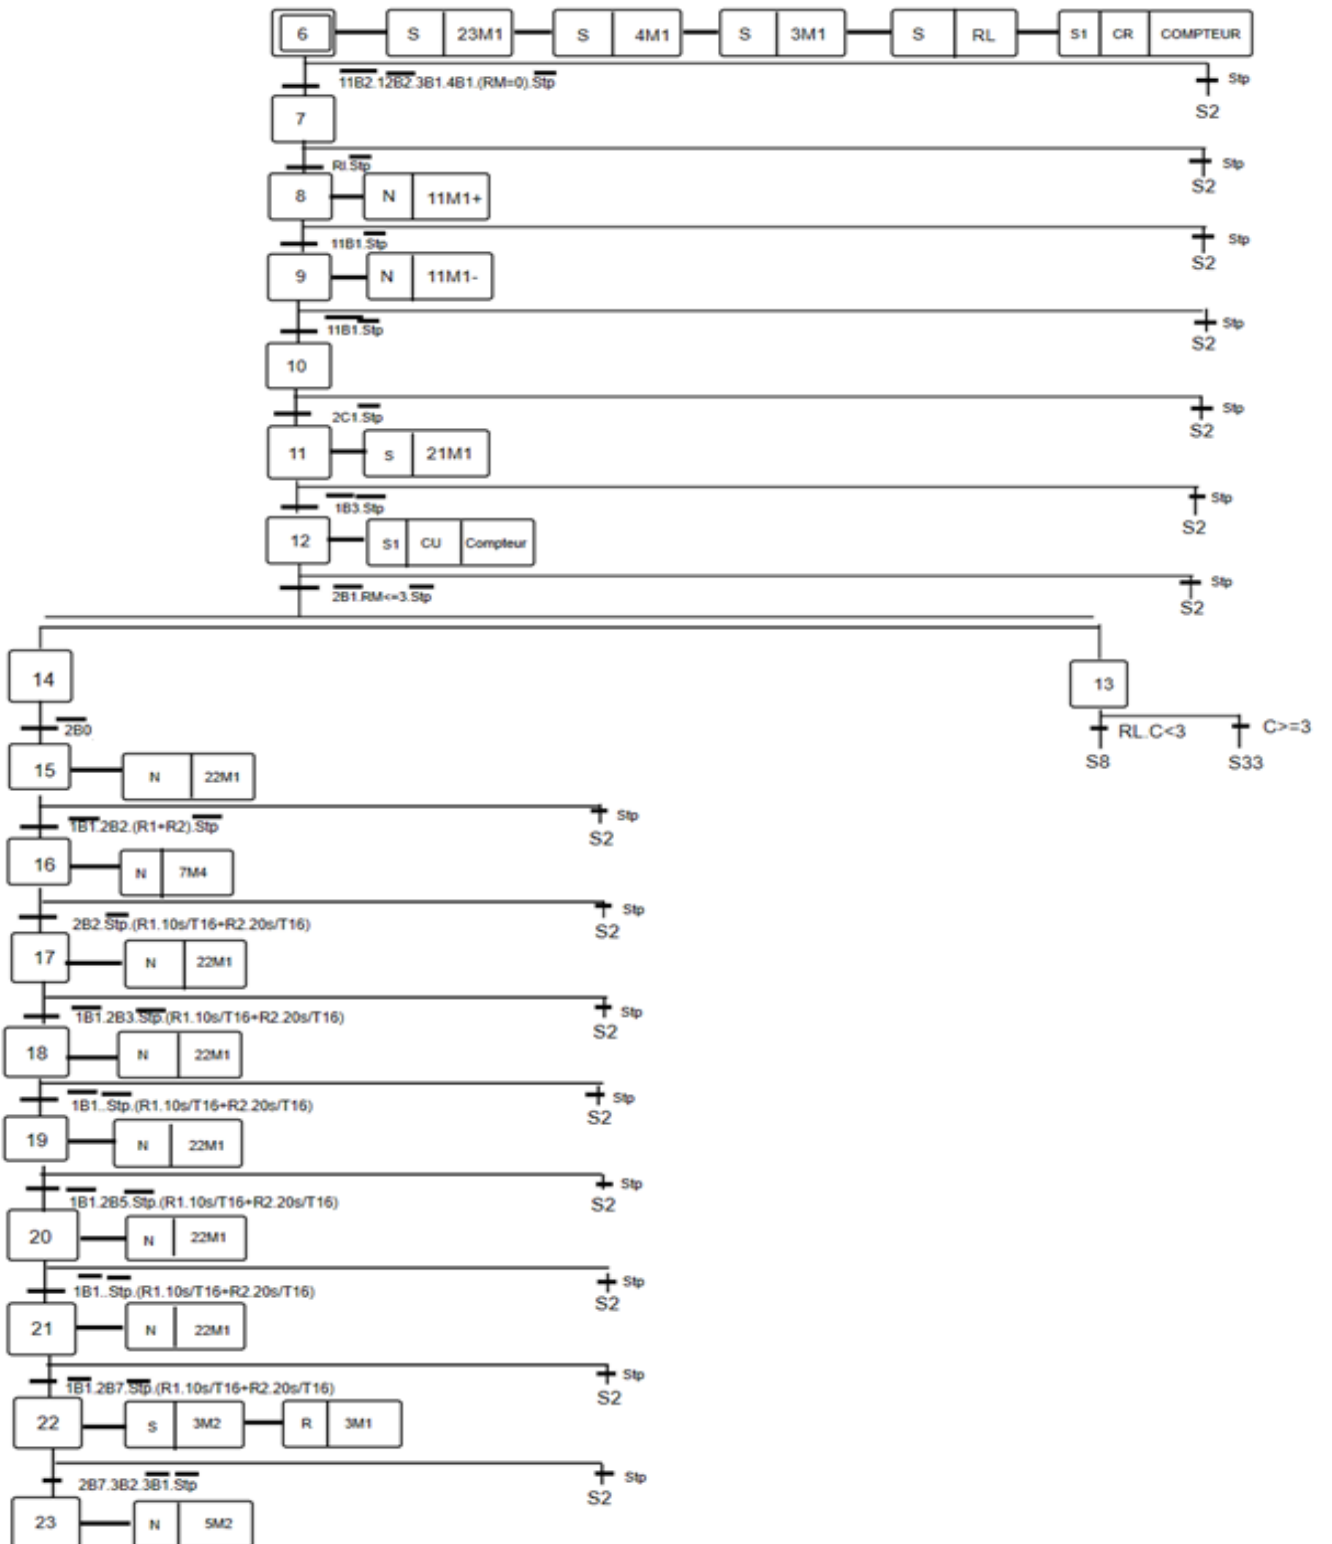 6 S 23M1 S 4M1 S 3M1 S RL S1 CR COMPTEUR
11B2.12B2.3B1.4B1.(RM=0).Stp Stp
S2
7
Rl.Stp Stp
S2
8 N 11M1+
11B1.Stp Stp
S2
9 N 11M1-
11B1.Stp Stp
S2
10
2C1.Stp Stp
S2
11 S 21M1
1B3.Stp Stp
S2
12 S1 CU Compteur
2B1.RM<=3.Stp Stp
S2
14 13
2B0 RL.C<3 C>=3
S8 S33
15 N 22M1
1B1.2B2.(R1+R2).Stp Stp
S2
16 N 7M4
2B2.Stp.(R1.10s/T16+R2.20s/T16) Stp
S2
17 N 22M1
1B1.2B3.Stp.(R1.10s/T16+R2.20s/T16) Stp
S2
18 N 22M1
1B1..Stp.(R1.10s/T16+R2.20s/T16) Stp
S2
19 N 22M1
1B1.2B5.Stp.(R1.10s/T16+R2.20s/T16) Stp
S2
20 N 22M1
1B1..Stp.(R1.10s/T16+R2.20s/T16) Stp
S2
21 N 22M1
1B1.2B7.Stp.(R1.10s/T16+R2.20s/T16) Stp
S2
22 S 3M2 R 3M1
2B7.3B2.3B1.Stp Stp
S2
23 N 5M2